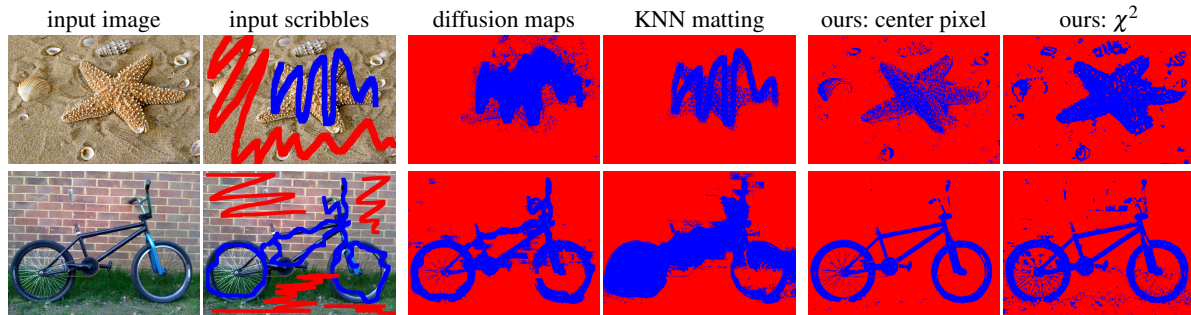 input image input scribbles diffusion maps KNN matting ours: center pixel ours: χ²